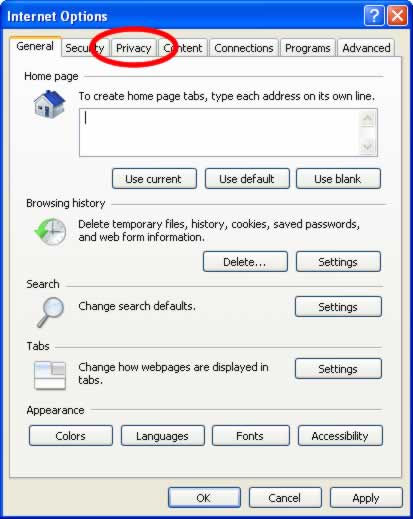 Internet Options
General Security Privacy Content Connections Programs Advanced
Home page
To create home page tabs, type each address on its own line.
Use current Use default Use blank
Browsing history
Delete temporary files, history, cookies, saved passwords,
and web form information.
Delete... Settings
Search
Change search defaults.
Settings
Tabs
Change how webpages are displayed in
tabs.
Settings
Appearance
Colors Languages Fonts Accessibility
OK Cancel Apply